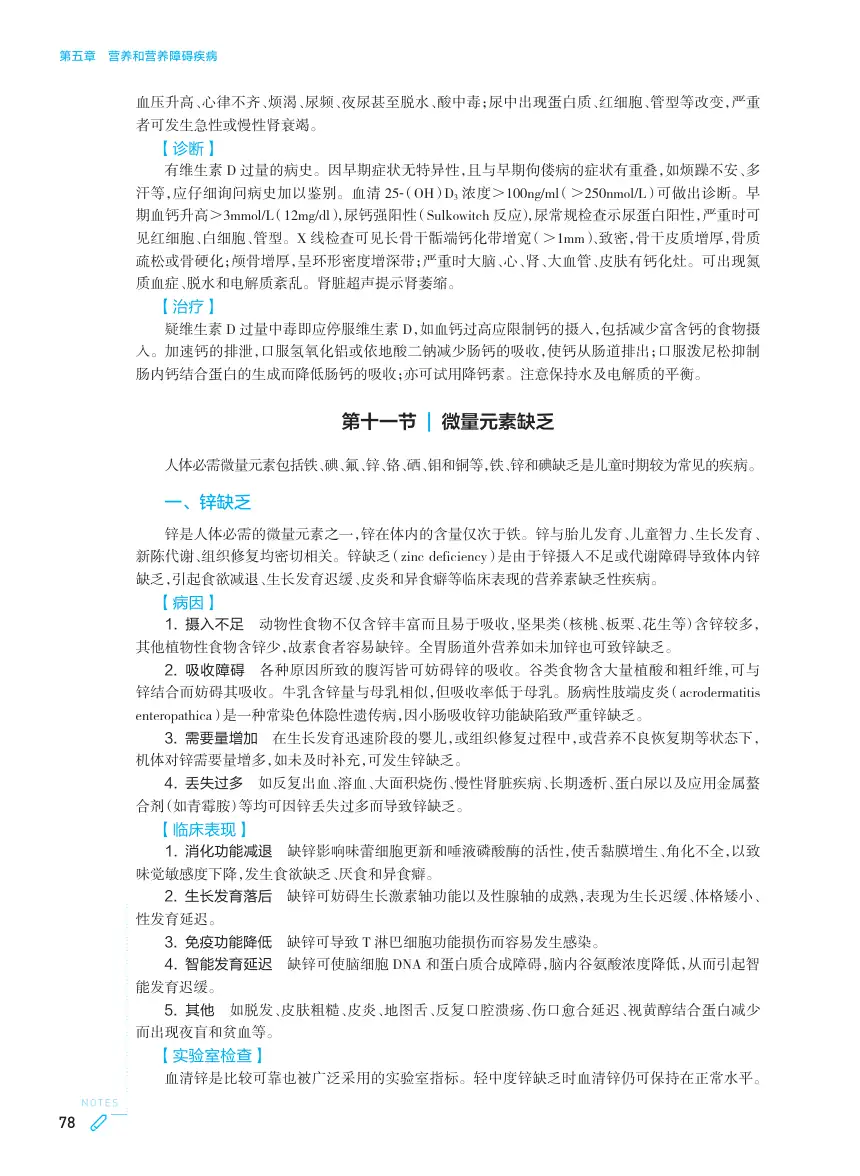 第五章　营养和营养障碍疾病
血压升高、心律不齐、烦渴、尿频、夜尿甚至脱水、酸中毒；尿中出现蛋白质、红细胞、管型等改变，严重
者可发生急性或慢性肾衰竭。
【诊断】
有维生素 D 过量的病史。因早期症状无特异性，且与早期佝偻病的症状有重叠，如烦躁不安、多
汗等，应仔细询问病史加以鉴别。血清 25-（OH）D₃ 浓度＞100ng/ml（＞250nmol/L）可做出诊断。早
期血钙升高＞3mmol/L（12mg/dl），尿钙强阳性（Sulkowitch 反应），尿常规检查示尿蛋白阳性，严重时可
见红细胞、白细胞、管型。X 线检查可见长骨干骺端钙化带增宽（＞1mm）、致密，骨干皮质增厚，骨质
疏松或骨硬化；颅骨增厚，呈环形密度增深带；严重时大脑、心、肾、大血管、皮肤有钙化灶。可出现氮
质血症、脱水和电解质紊乱。肾脏超声提示肾萎缩。
【治疗】
疑维生素 D 过量中毒即应停服维生素 D，如血钙过高应限制钙的摄入，包括减少富含钙的食物摄
入。加速钙的排泄，口服氢氧化铝或依地酸二钠减少肠钙的吸收，使钙从肠道排出；口服泼尼松抑制
肠内钙结合蛋白的生成而降低肠钙的吸收；亦可试用降钙素。注意保持水及电解质的平衡。
第十一节 | 微量元素缺乏
人体必需微量元素包括铁、碘、氟、锌、铬、硒、钼和铜等，铁、锌和碘缺乏是儿童时期较为常见的疾病。
一、锌缺乏
锌是人体必需的微量元素之一，锌在体内的含量仅次于铁。锌与胎儿发育、儿童智力、生长发育、
新陈代谢、组织修复均密切相关。锌缺乏（zinc deficiency）是由于锌摄入不足或代谢障碍导致体内锌
缺乏，引起食欲减退、生长发育迟缓、皮炎和异食癖等临床表现的营养素缺乏性疾病。
【病因】
1. 摄入不足　动物性食物不仅含锌丰富而且易于吸收，坚果类（核桃、板栗、花生等）含锌较多，
其他植物性食物含锌少，故素食者容易缺锌。全胃肠道外营养如未加锌也可致锌缺乏。
2. 吸收障碍　各种原因所致的腹泻皆可妨碍锌的吸收。谷类食物含大量植酸和粗纤维，可与
锌结合而妨碍其吸收。牛乳含锌量与母乳相似，但吸收率低于母乳。肠病性肢端皮炎（acrodermatitis
enteropathica）是一种常染色体隐性遗传病，因小肠吸收锌功能缺陷致严重锌缺乏。
3. 需要量增加　在生长发育迅速阶段的婴儿，或组织修复过程中，或营养不良恢复期等状态下，
机体对锌需要量增多，如未及时补充，可发生锌缺乏。
4. 丢失过多　如反复出血、溶血、大面积烧伤、慢性肾脏疾病、长期透析、蛋白尿以及应用金属螯
合剂（如青霉胺）等均可因锌丢失过多而导致锌缺乏。
【临床表现】
1. 消化功能减退　缺锌影响味蕾细胞更新和唾液磷酸酶的活性，使舌黏膜增生、角化不全，以致
味觉敏感度下降，发生食欲缺乏、厌食和异食癖。
2. 生长发育落后　缺锌可妨碍生长激素轴功能以及性腺轴的成熟，表现为生长迟缓、体格矮小、
性发育延迟。
3. 免疫功能降低　缺锌可导致 T 淋巴细胞功能损伤而容易发生感染。
4. 智能发育延迟　缺锌可使脑细胞 DNA 和蛋白质合成障碍，脑内谷氨酸浓度降低，从而引起智
能发育迟缓。
5. 其他　如脱发、皮肤粗糙、皮炎、地图舌、反复口腔溃疡、伤口愈合延迟、视黄醇结合蛋白减少
而出现夜盲和贫血等。
【实验室检查】
血清锌是比较可靠也被广泛采用的实验室指标。轻中度锌缺乏时血清锌仍可保持在正常水平。
NOTES
78